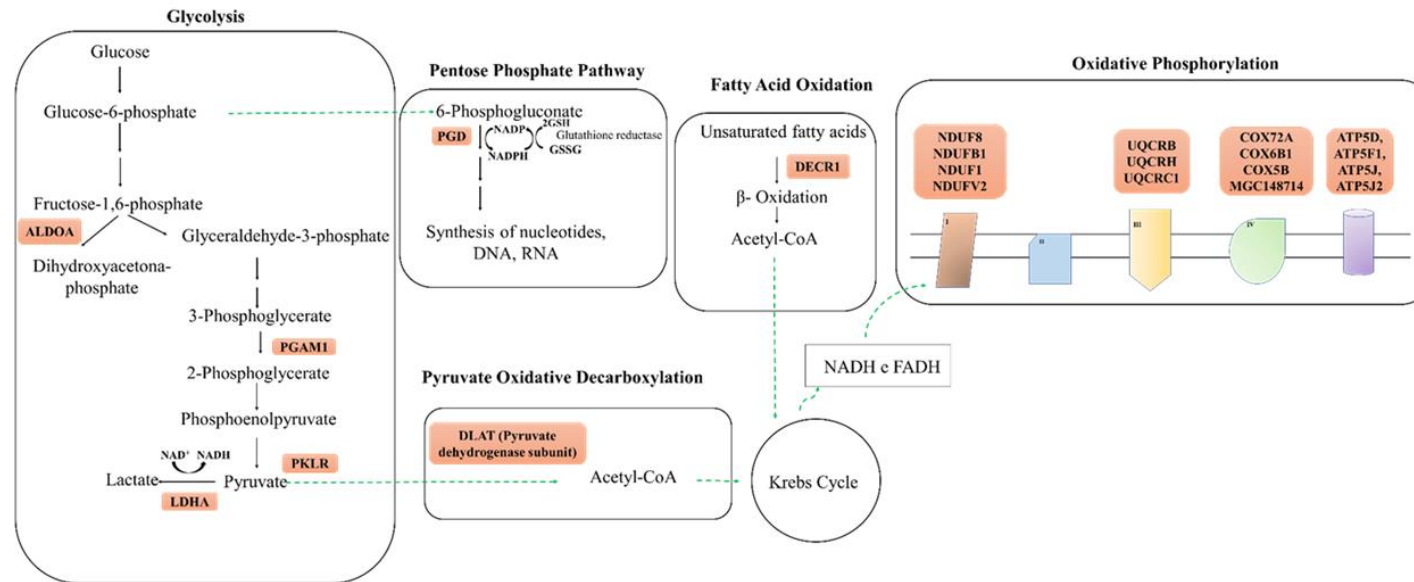 Glycolysis
Glucose
Glucose-6-phosphate
Fructose-1,6-phosphate
ALDOA
Glyceraldehyde-3-phosphate
Dihydroxyacetona-
phosphate
3-Phosphoglycerate
PGAM1
2-Phosphoglycerate
Phosphoenolpyruvate
NAD⁺ NADH
PKLR
Lactate
Pyruvate
LDHA
Pentose Phosphate Pathway
6-Phosphogluconate
PGD
NADP
2GSH
Glutathione reductase
NADPH
GSSG
Synthesis of nucleotides,
DNA, RNA
Fatty Acid Oxidation
Unsaturated fatty acids
DECR1
β- Oxidation
Acetyl-CoA
Oxidative Phosphorylation
NDUF8
NDUFB1
NDUF1
NDUFV2
UQCRB
UQCRH
UQCRC1
COX72A
COX6B1
COX5B
MGC148714
ATP5D,
ATP5F1,
ATP5J,
ATP5J2
I
II
III
IV
NADH e FADH
Pyruvate Oxidative Decarboxylation
DLAT (Pyruvate
dehydrogenase subunit)
Acetyl-CoA
Krebs Cycle